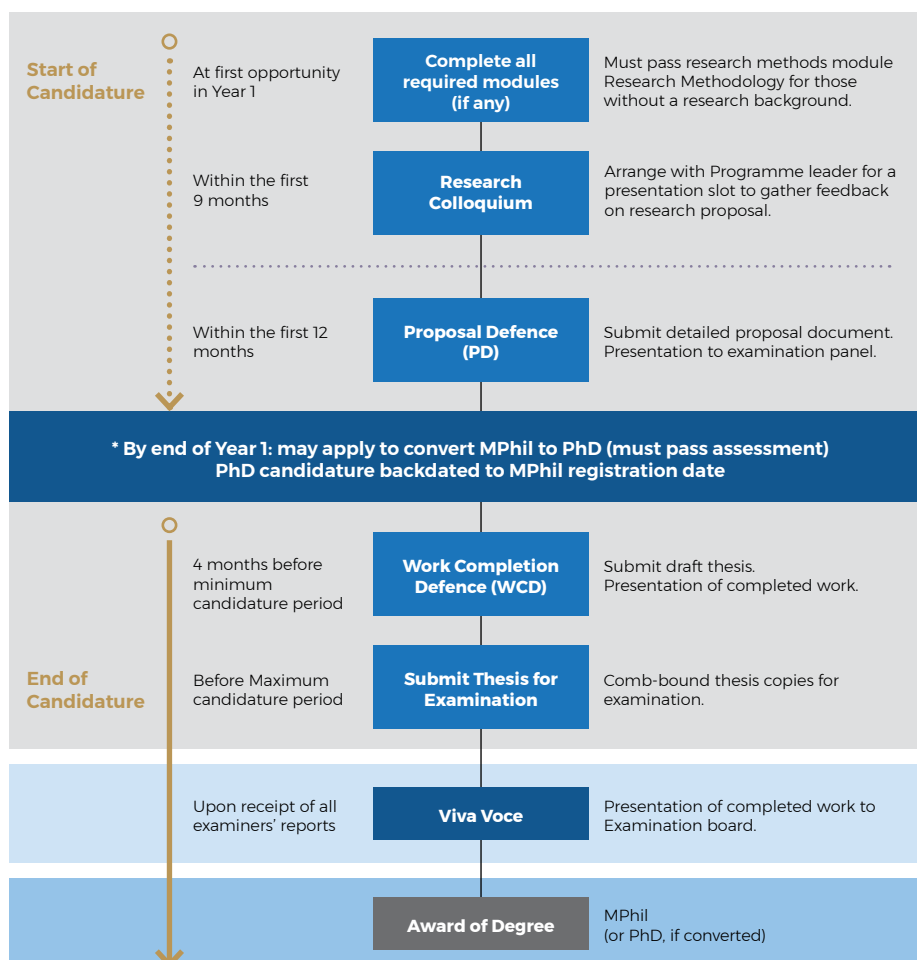 Start of
Candidature
At first opportunity
in Year 1
Complete all
required modules
(if any)
Must pass research methods module
Research Methodology for those
without a research background.
Within the first
9 months
Research
Colloquium
Arrange with Programme leader for a
presentation slot to gather feedback
on research proposal.
Within the first 12
months
Proposal Defence
(PD)
Submit detailed proposal document.
Presentation to examination panel.
* By end of Year 1: may apply to convert MPhil to PhD (must pass assessment)
PhD candidature backdated to MPhil registration date
4 months before
minimum
candidature period
Work Completion
Defence (WCD)
Submit draft thesis.
Presentation of completed work.
End of
Candidature
Before Maximum
candidature period
Submit Thesis for
Examination
Comb-bound thesis copies for
examination.
Upon receipt of all
examiners’ reports
Viva Voce
Presentation of completed work to
Examination board.
Award of Degree
MPhil
(or PhD, if converted)